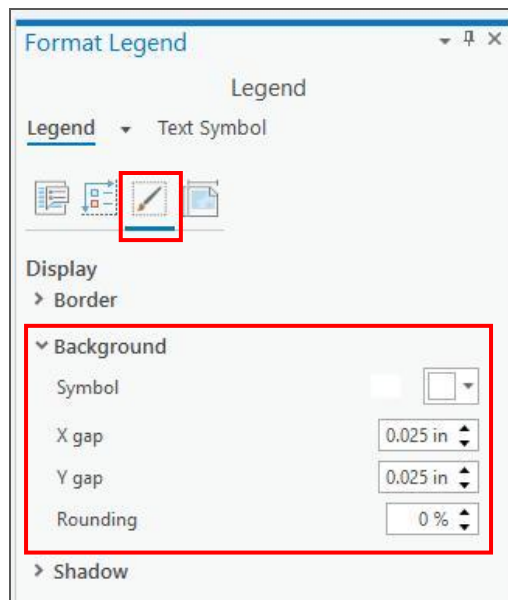 Format Legend
Legend
Legend Text Symbol
Display
Border
Background
Symbol
X gap 0.025 in
Y gap 0.025 in
Rounding 0 %
Shadow